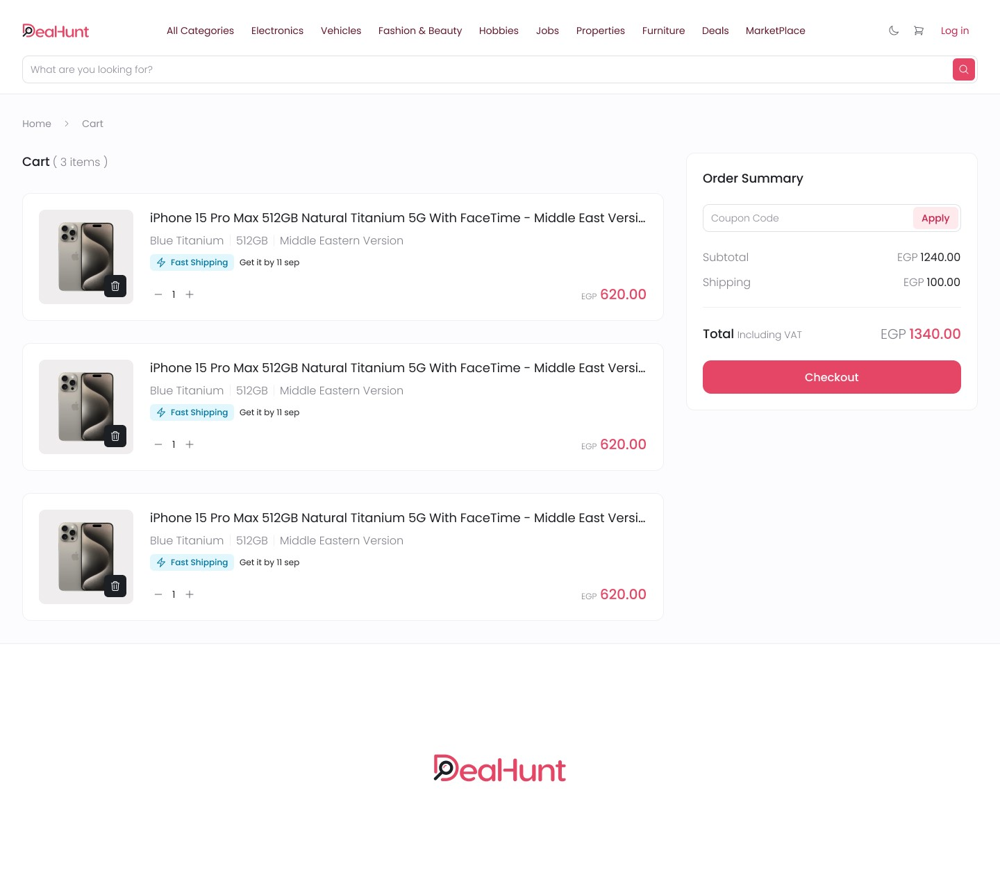 DealHunt
All Categories Electronics Vehicles Fashion & Beauty Hobbies Jobs Properties Furniture Deals MarketPlace
Log in
What are you looking for?
Home > Cart
Cart ( 3 items )
iPhone 15 Pro Max 512GB Natural Titanium 5G With FaceTime - Middle East Versi...
Blue Titanium | 512GB | Middle Eastern Version
Fast Shipping Get it by 11 sep
1
EGP 620.00
iPhone 15 Pro Max 512GB Natural Titanium 5G With FaceTime - Middle East Versi...
Blue Titanium | 512GB | Middle Eastern Version
Fast Shipping Get it by 11 sep
1
EGP 620.00
iPhone 15 Pro Max 512GB Natural Titanium 5G With FaceTime - Middle East Versi...
Blue Titanium | 512GB | Middle Eastern Version
Fast Shipping Get it by 11 sep
1
EGP 620.00
Order Summary
Coupon Code Apply
Subtotal EGP 1240.00
Shipping EGP 100.00
Total Including VAT EGP 1340.00
Checkout
DealHunt